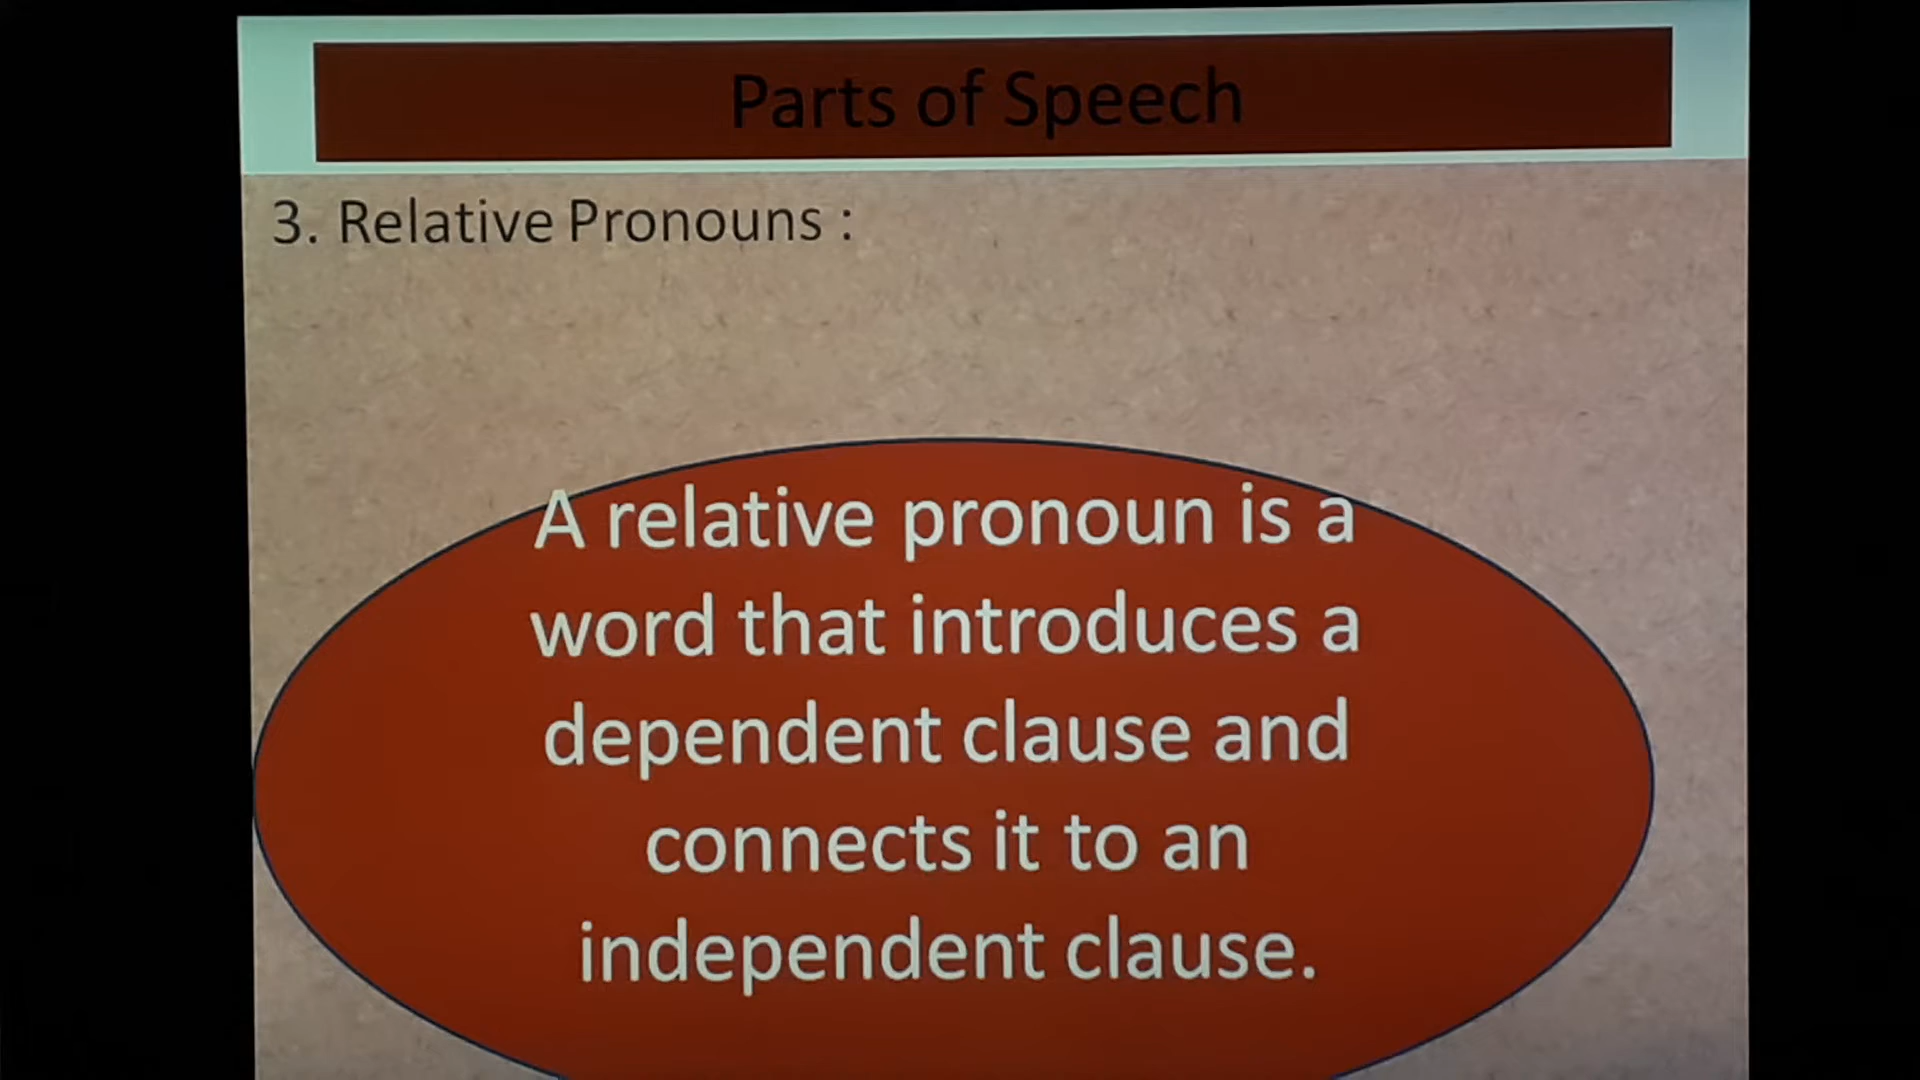 Parts of Speech
3. Relative Pronouns :
A relative pronoun is a
word that introduces a
dependent clause and
connects it to an
independent clause.